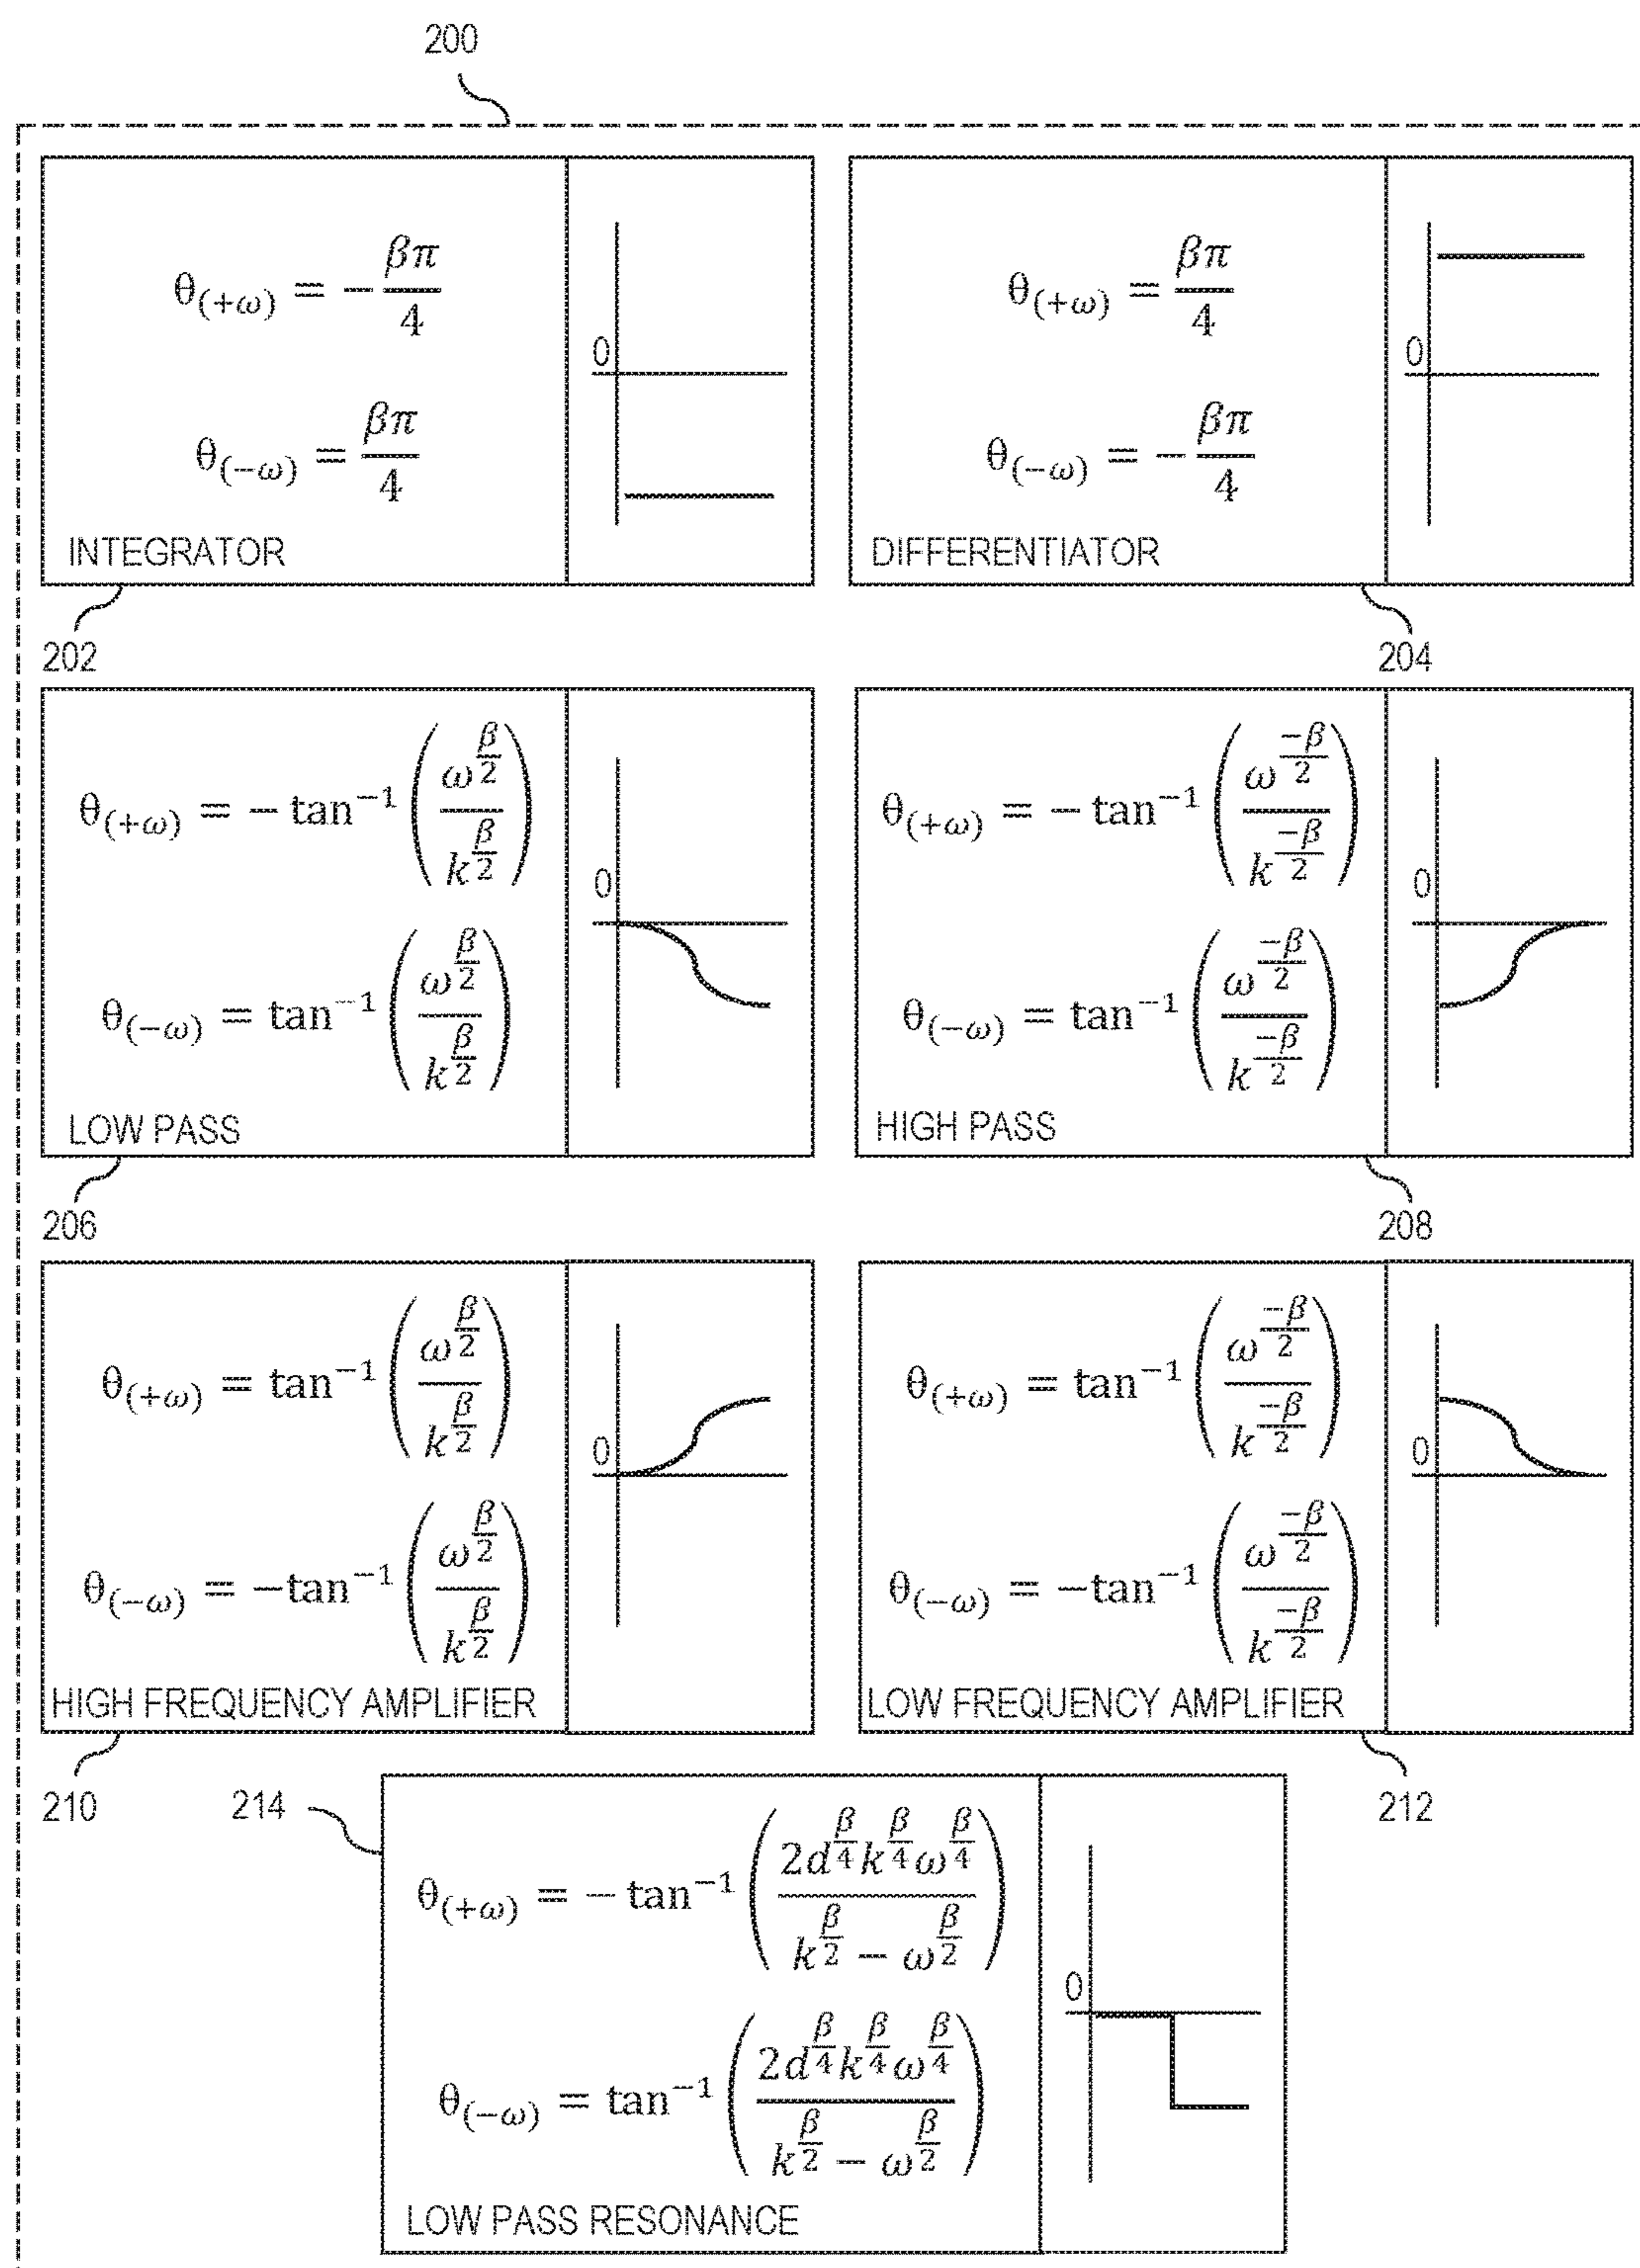 200
θ(+ω) = − βπ/4
θ(−ω) = βπ/4
0
INTEGRATOR
202
θ(+ω) = βπ/4
θ(−ω) = − βπ/4
0
DIFFERENTIATOR
204
θ(+ω) = − tan⁻¹ (ω^(β/2) / k^(β/2))
θ(−ω) = tan⁻¹ (ω^(β/2) / k^(β/2))
0
LOW PASS
206
θ(+ω) = − tan⁻¹ (ω^(−β/2) / k^(−β/2))
θ(−ω) = tan⁻¹ (ω^(−β/2) / k^(−β/2))
0
HIGH PASS
208
θ(+ω) = tan⁻¹ (ω^(β/2) / k^(β/2))
θ(−ω) = −tan⁻¹ (ω^(β/2) / k^(β/2))
0
HIGH FREQUENCY AMPLIFIER
210
θ(+ω) = tan⁻¹ (ω^(−β/2) / k^(−β/2))
θ(−ω) = −tan⁻¹ (ω^(−β/2) / k^(−β/2))
0
LOW FREQUENCY AMPLIFIER
212
214
θ(+ω) = − tan⁻¹ (2d^(β/4) k^(β/4) ω^(β/4) / (k^(β/2) − ω^(β/2)))
θ(−ω) = tan⁻¹ (2d^(β/4) k^(β/4) ω^(β/4) / (k^(β/2) − ω^(β/2)))
0
LOW PASS RESONANCE